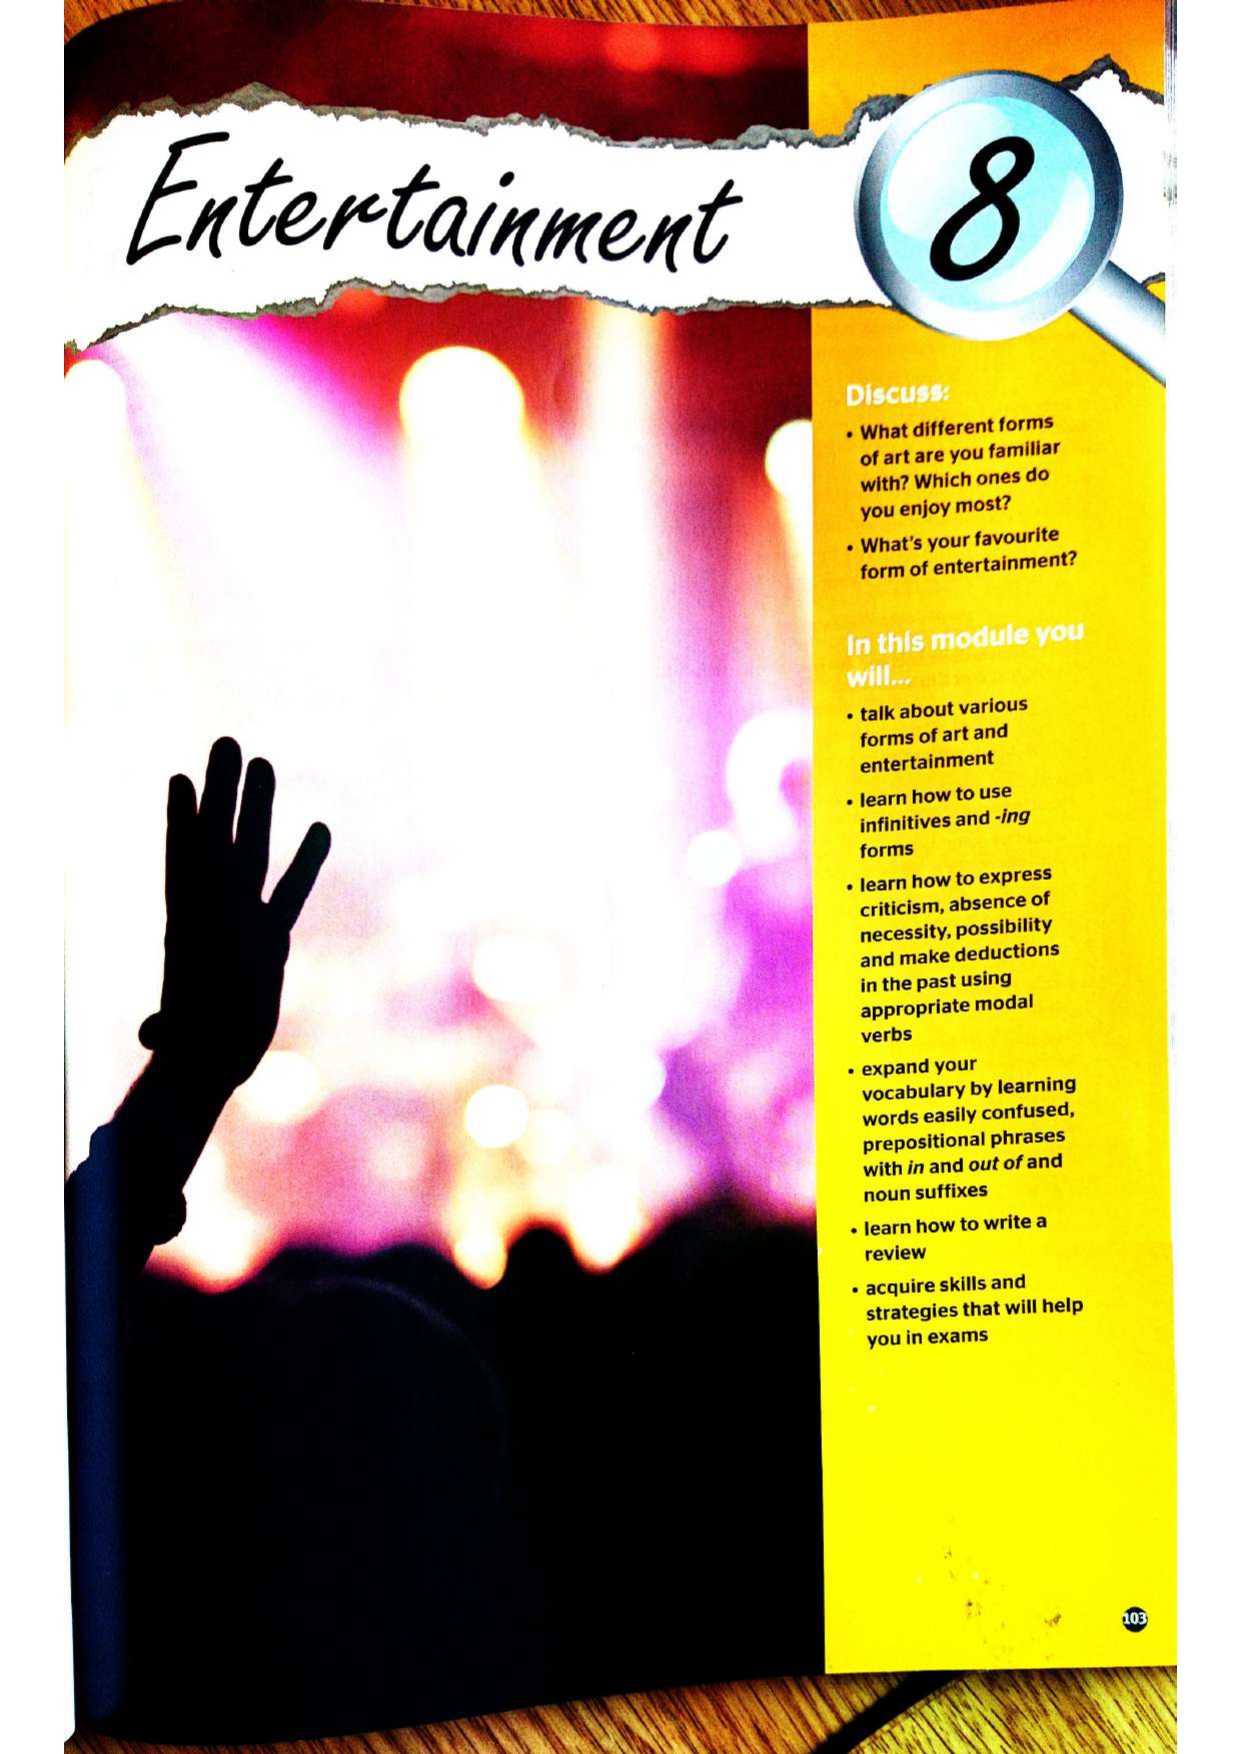 Entertainment
8
Discuss:
• What different forms
of art are you familiar
with? Which ones do
you enjoy most?
• What's your favourite
form of entertainment?
In this module you
will...
• talk about various
forms of art and
entertainment
• learn how to use
infinitives and -ing
forms
• learn how to express
criticism, absence of
necessity, possibility
and make deductions
in the past using
appropriate modal
verbs
• expand your
vocabulary by learning
words easily confused,
prepositional phrases
with in and out of and
noun suffixes
• learn how to write a
review
• acquire skills and
strategies that will help
you in exams
103